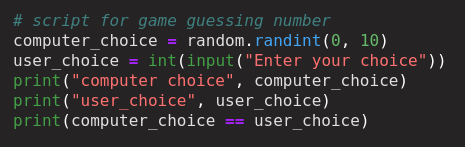 # script for game guessing number
computer_choice = random.randint(0, 10)
user_choice = int(input("Enter your choice"))
print("computer choice", computer_choice)
print("user_choice", user_choice)
print(computer_choice == user_choice)